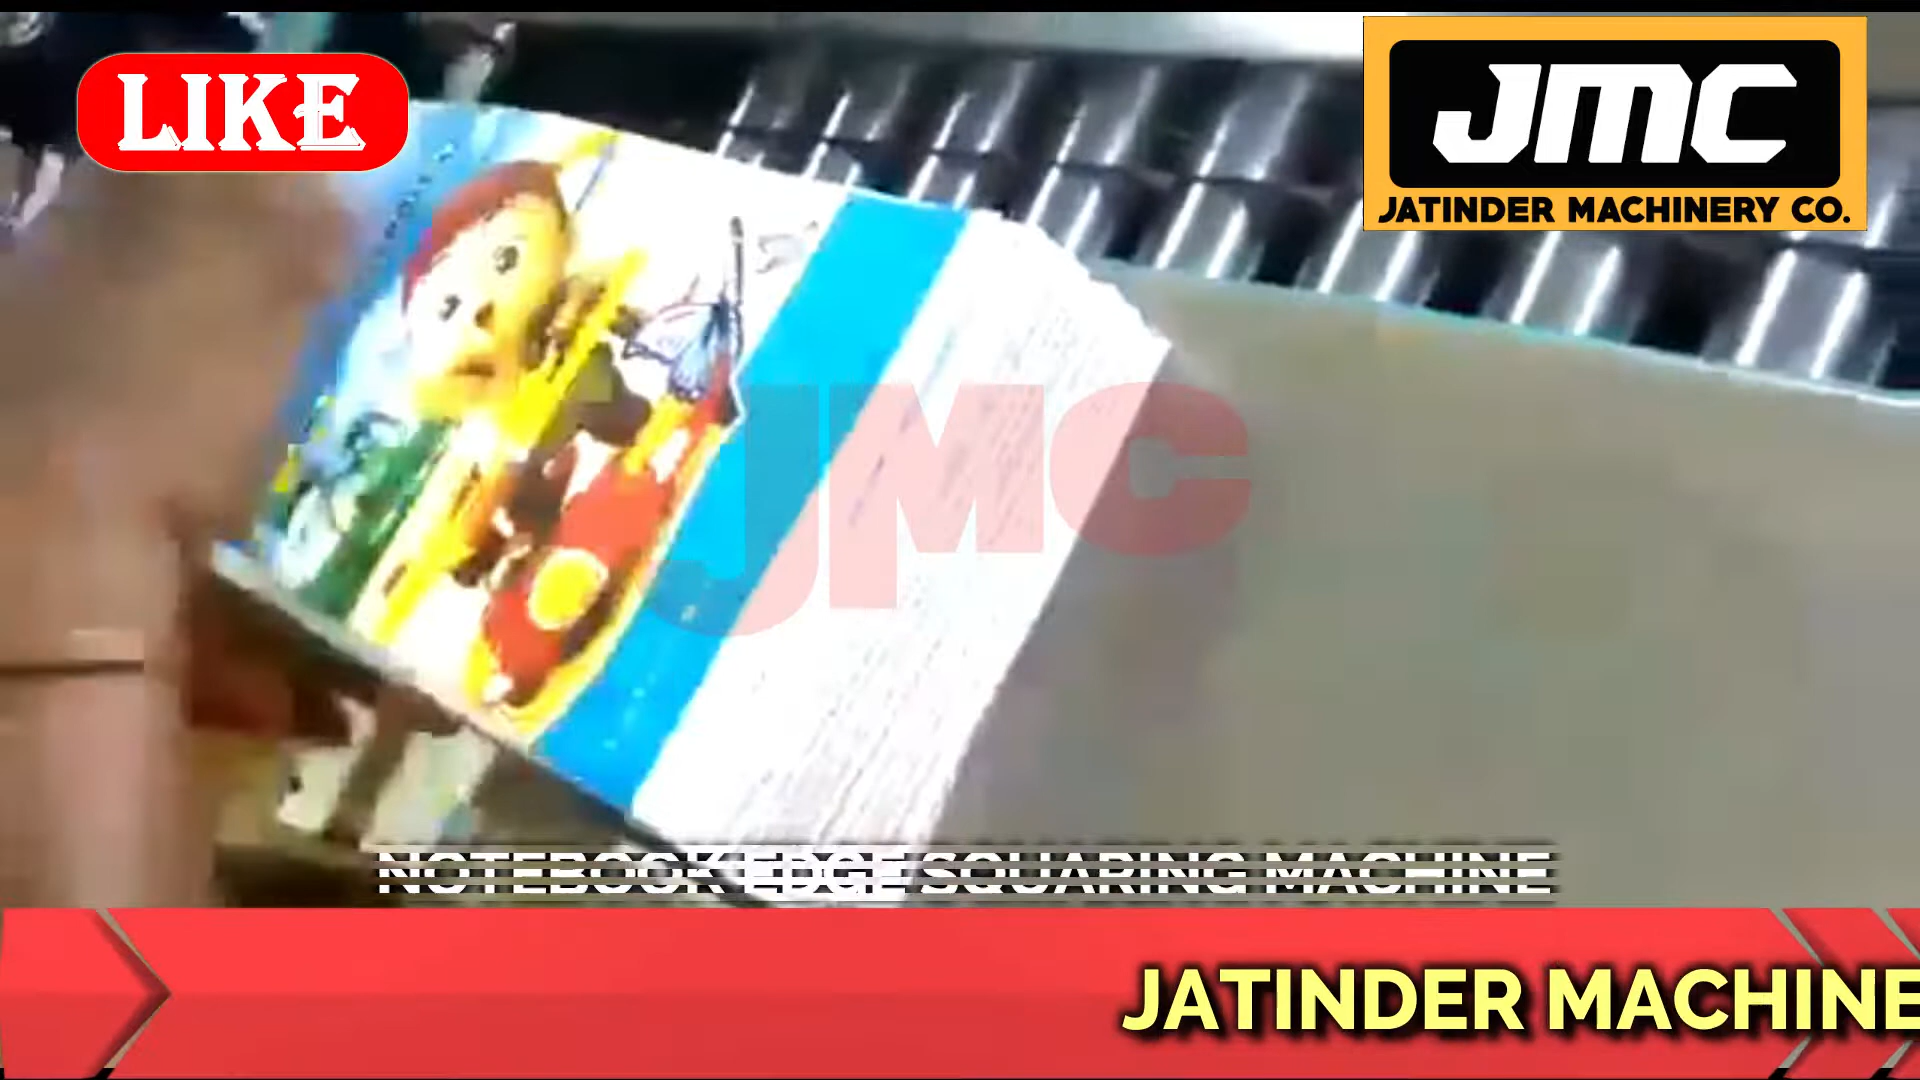 LIKE
JMC
JATINDER MACHINERY CO.
JMC
NOTEBOOK EDGE SQUARING MACHINE
JATINDER MACHINE